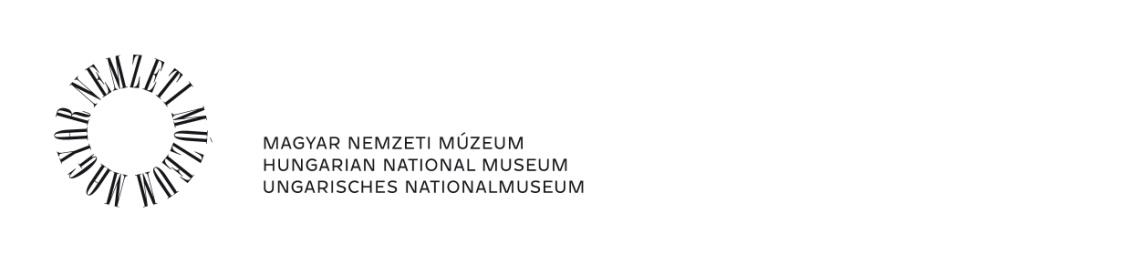 MAGYAR NEMZETI MÚZEUM
MAGYAR NEMZETI MÚZEUM
HUNGARIAN NATIONAL MUSEUM
UNGARISCHES NATIONALMUSEUM